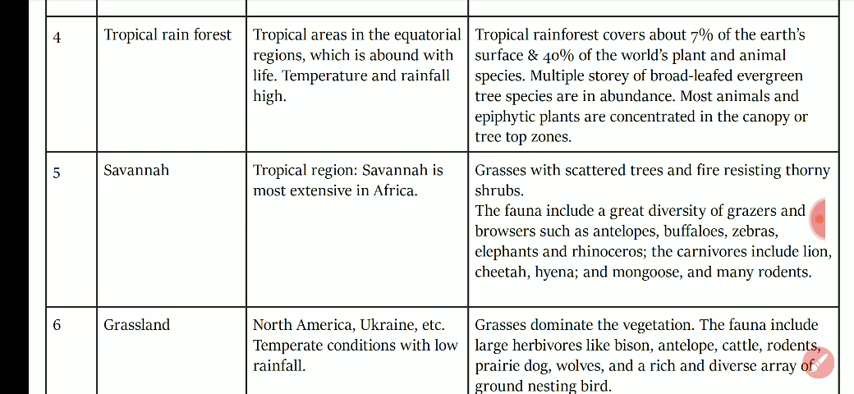 4
Tropical rain forest
Tropical areas in the equatorial
regions, which is abound with
life. Temperature and rainfall
high.
Tropical rainforest covers about 7% of the earth's
surface & 40% of the world's plant and animal
species. Multiple storey of broad-leafed evergreen
tree species are in abundance. Most animals and
epiphytic plants are concentrated in the canopy or
tree top zones.
5
Savannah
Tropical region: Savannah is
most extensive in Africa.
Grasses with scattered trees and fire resisting thorny
shrubs.
The fauna include a great diversity of grazers and
browsers such as antelopes, buffaloes, zebras,
elephants and rhinoceros; the carnivores include lion,
cheetah, hyena; and mongoose, and many rodents.
6
Grassland
North America, Ukraine, etc.
Temperate conditions with low
rainfall.
Grasses dominate the vegetation. The fauna include
large herbivores like bison, antelope, cattle, rodents,
prairie dog, wolves, and a rich and diverse array of
ground nesting bird.